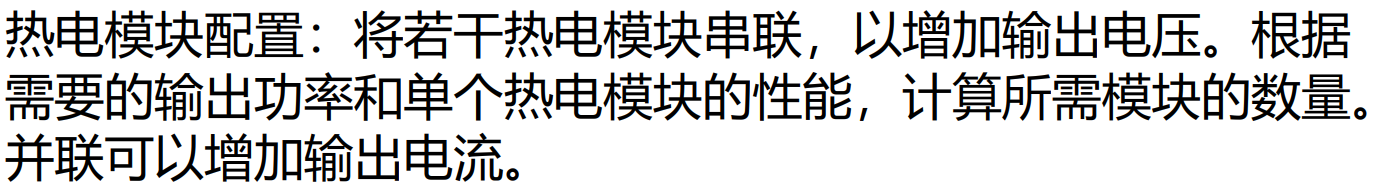 热电模块配置：将若干热电模块串联，以增加输出电压。根据
需要的输出功率和单个热电模块的性能，计算所需模块的数量。
并联可以增加输出电流。